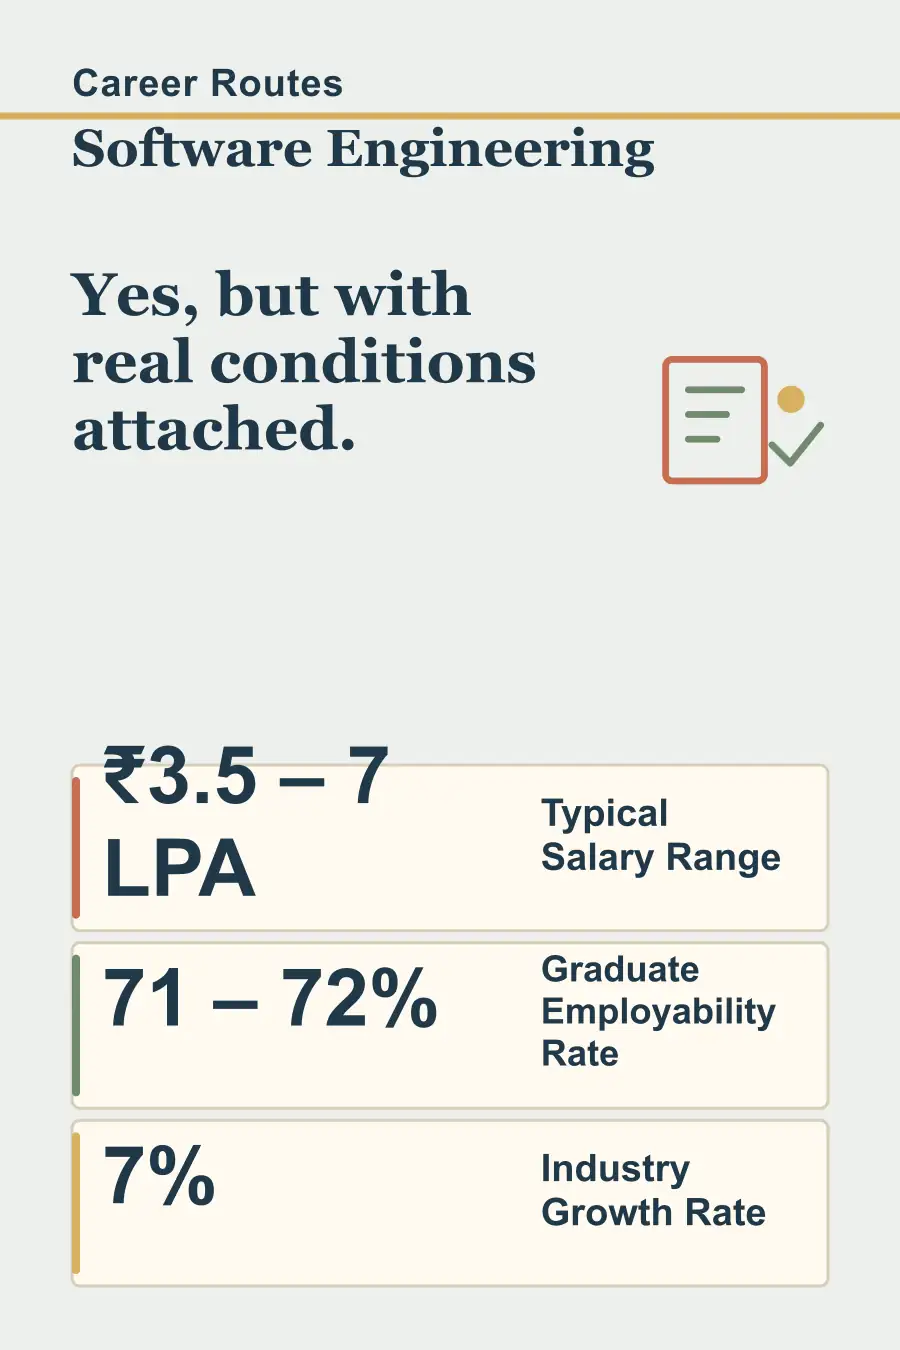 Career Routes
Software Engineering
Yes, but with
real conditions
attached.
₹3.5 – 7
LPA
Typical
Salary Range
71 – 72%
Graduate
Employability
Rate
7%
Industry
Growth Rate